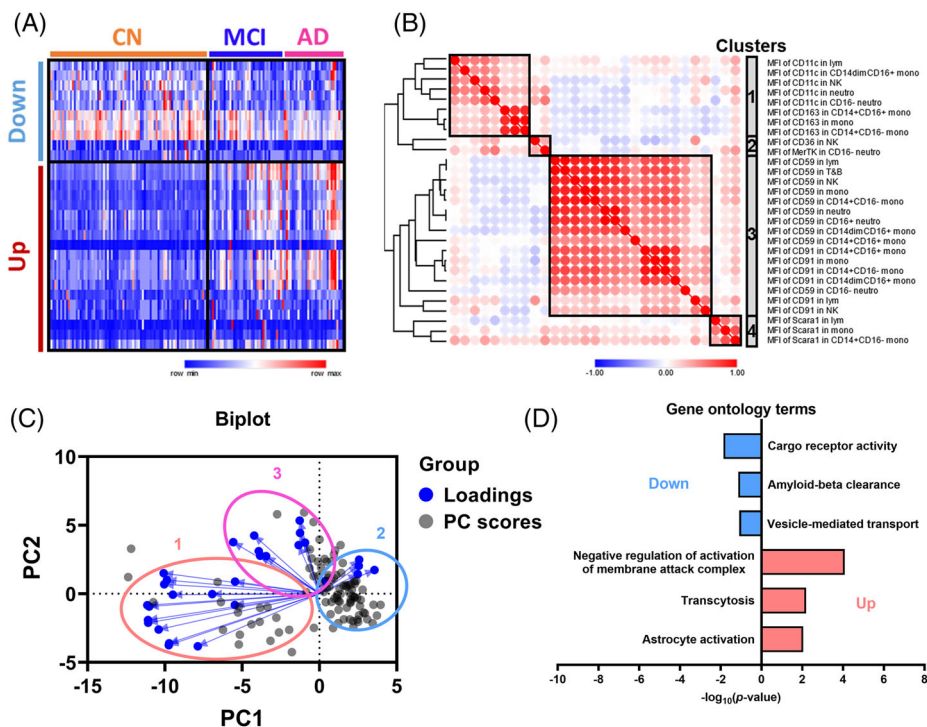 (A)
CN
MCI
AD
Down
Up
row min
row max
(B)
Clusters
MFI of CD11c in lym
MFI of CD11c in CD14dimCD16+ mono
MFI of CD11c in NK
MFI of CD11c in neutro
MFI of CD11c in CD16- neutro
MFI of CD163 in CD14+CD16+ mono
MFI of CD163 in mono
MFI of CD163 in CD14+CD16- mono
MFI of CD36 in NK
MFI of MerTK in CD16- neutro
MFI of CD59 in lym
MFI of CD59 in T&B
MFI of CD59 in NK
MFI of CD59 in mono
MFI of CD59 in CD14+CD16- mono
MFI of CD59 in neutro
MFI of CD59 in CD16+ neutro
MFI of CD59 in CD14dimCD16+ mono
MFI of CD59 in CD14+CD16+ mono
MFI of CD91 in CD14+CD16+ mono
MFI of CD91 in mono
MFI of CD91 in CD14+CD16- mono
MFI of CD91 in CD14dimCD16+ mono
MFI of CD59 in CD16- neutro
MFI of CD91 in lym
MFI of CD91 in NK
MFI of Scara1 in lym
MFI of Scara1 in mono
MFI of Scara1 in CD14+CD16- mono
1
2
3
4
-1.00
0.00
1.00
(C)
Biplot
10
5
0
-5
PC2
-15
-10
-5
0
5
PC1
1
2
3
Group
Loadings
PC scores
(D)
Gene ontology terms
Cargo receptor activity
Down
Amyloid-beta clearance
Vesicle-mediated transport
Negative regulation of activation
of membrane attack complex
Transcytosis
Up
Astrocyte activation
-10 -8 -6 -4 -2 0 2 4 6 8
-log10(p-value)